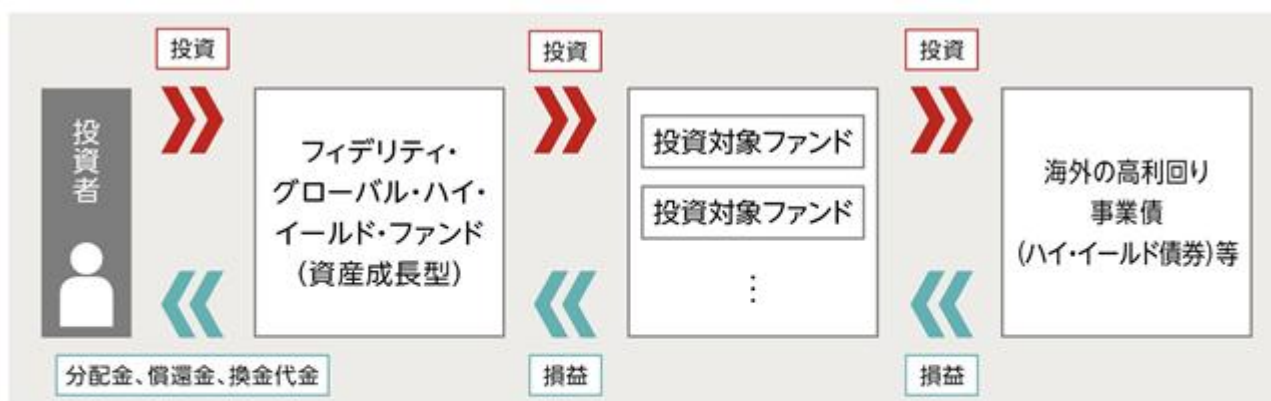 投資
投資
投資
投資者
フィデリティ・
グローバル・ハイ・
イールド・ファンド
(資産成長型)
投資対象ファンド
投資対象ファンド
⋮
海外の高利回り
事業債
(ハイ・イールド債券)等
分配金、償還金、換金代金
損益
損益